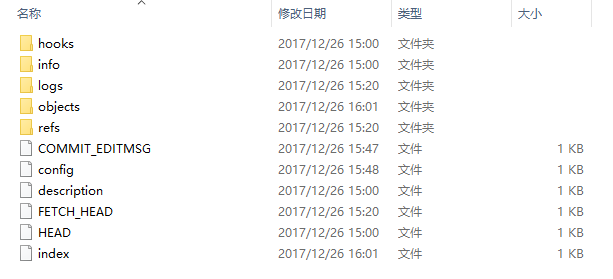 名称 修改日期 类型 大小
hooks 2017/12/26 15:00 文件夹
info 2017/12/26 15:00 文件夹
logs 2017/12/26 15:20 文件夹
objects 2017/12/26 16:01 文件夹
refs 2017/12/26 15:20 文件夹
COMMIT_EDITMSG 2017/12/26 15:47 文件 1 KB
config 2017/12/26 15:48 文件 1 KB
description 2017/12/26 15:00 文件 1 KB
FETCH_HEAD 2017/12/26 15:20 文件 1 KB
HEAD 2017/12/26 15:00 文件 1 KB
index 2017/12/26 16:01 文件 1 KB